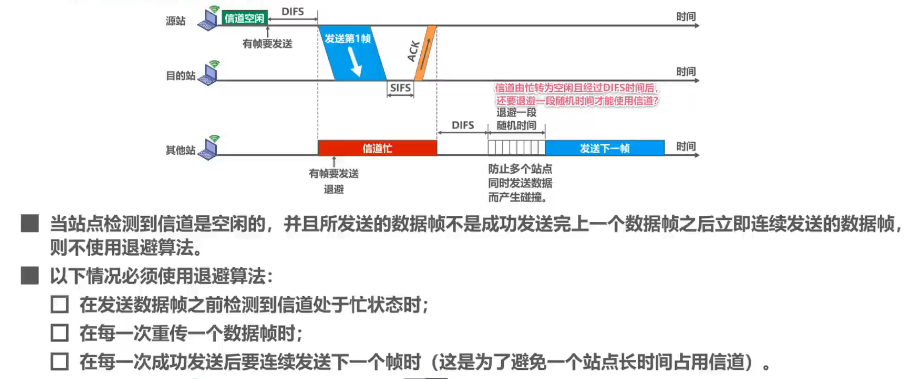 源站
信道空闲
DIFS
时间
有帧要发送
发送第1帧
ACK
目的站
时间
SIFS
信道由忙转为空闲且经过DIFS时间后,
还要退避一段随机时间才能使用信道?
退避一段
随机时间
DIFS
其他站
信道忙
发送下一帧
时间
有帧要发送
退避
防止多个站点
同时发送数据
而产生碰撞。
当站点检测到信道是空闲的，并且所发送的数据帧不是成功发送完上一个数据帧之后立即连续发送的数据帧，
则不使用退避算法。
以下情况必须使用退避算法：
在发送数据帧之前检测到信道处于忙状态时；
在每一次重传一个数据帧时；
在每一次成功发送后要连续发送下一个帧时（这是为了避免一个站点长时间占用信道）。